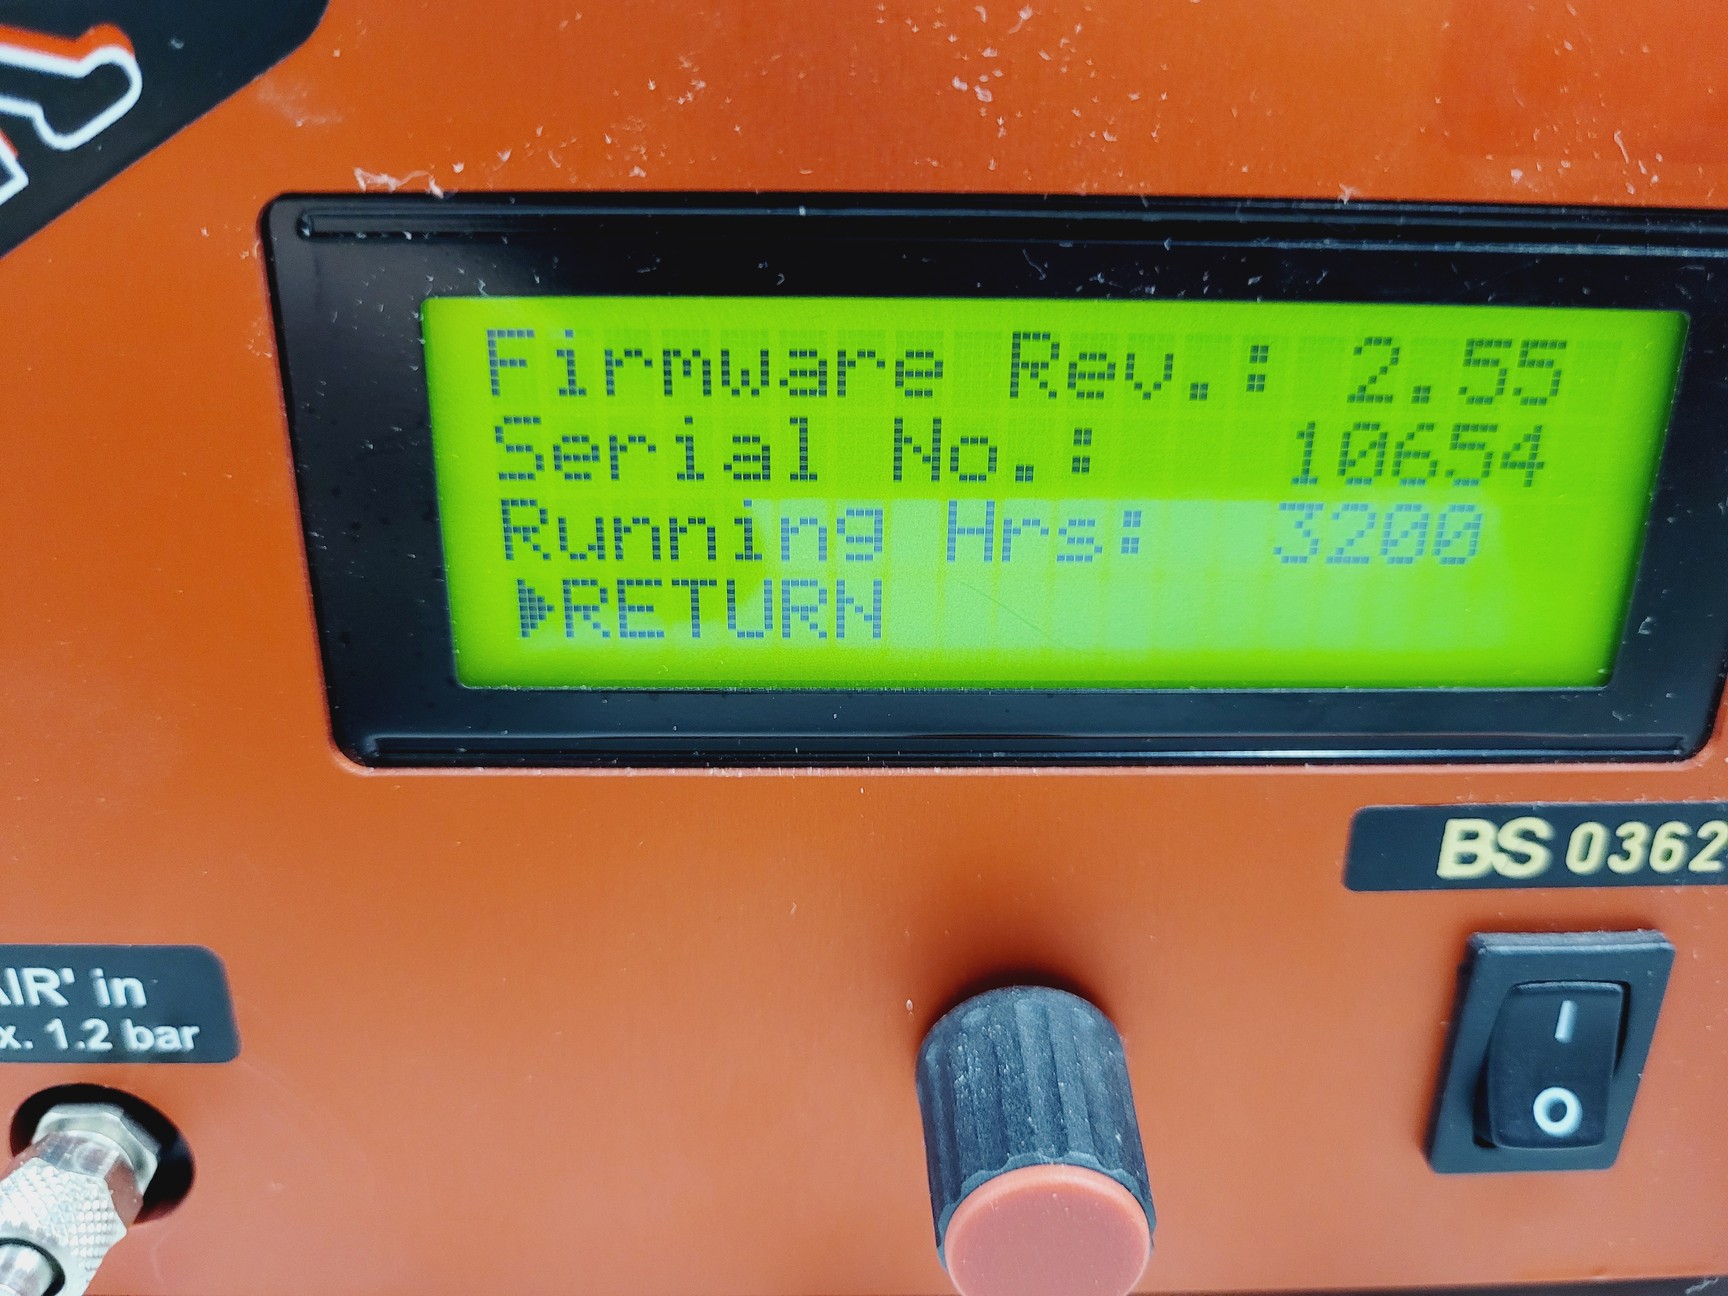 Firmware Rev.: 2.55
Serial No.: 10654
Running Hrs: 3200
RETURN
BS 0362
AIR' in
x. 1.2 bar
I
O